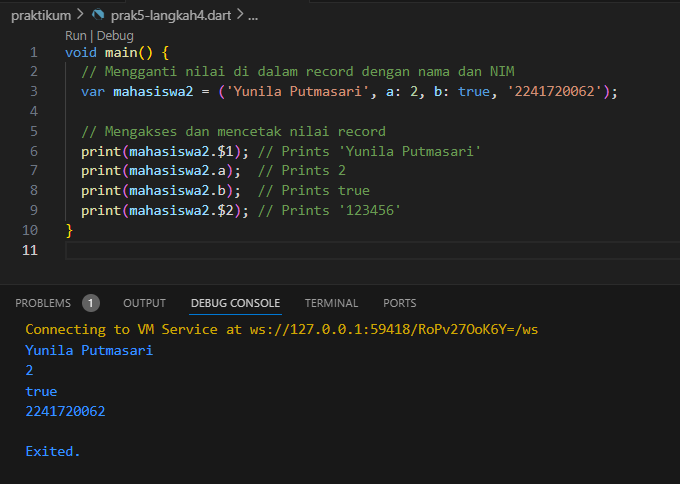 praktikum > prak5-langkah4.dart > ...
Run | Debug
1 void main() {
2 // Mengganti nilai di dalam record dengan nama dan NIM
3 var mahasiswa2 = ('Yunila Putmasari', a: 2, b: true, '2241720062');
4
5 // Mengakses dan mencetak nilai record
6 print(mahasiswa2.$1); // Prints 'Yunila Putmasari'
7 print(mahasiswa2.a);  // Prints 2
8 print(mahasiswa2.b);  // Prints true
9 print(mahasiswa2.$2); // Prints '123456'
10 }
11
PROBLEMS 1 OUTPUT DEBUG CONSOLE TERMINAL PORTS
Connecting to VM Service at ws://127.0.0.1:59418/RoPv27OoK6Y=/ws
Yunila Putmasari
2
true
2241720062
Exited.